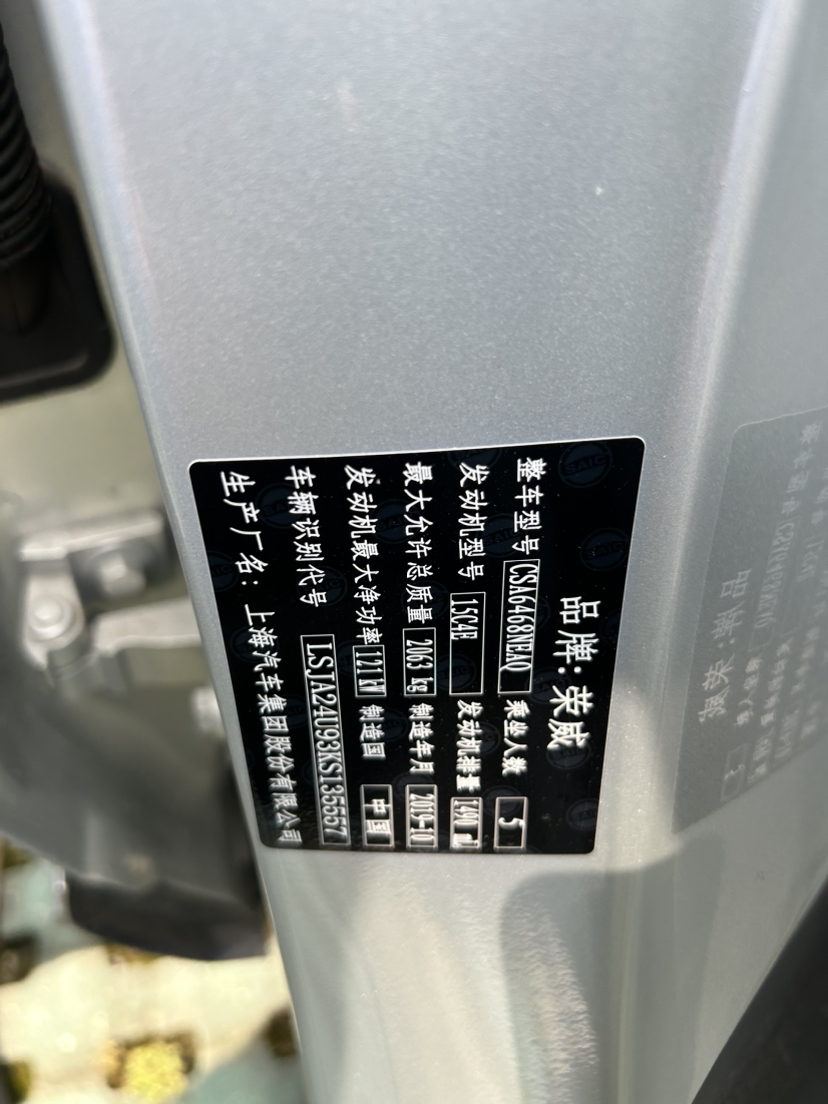 品牌：荣威
整车型号 CSA6468NEAQ 乘坐人数 5
发动机型号 15C4E 发动机排量 1490 ml
最大允许总质量 2063 kg 制造年月 2019-10
发动机最大净功率 121 kW 制造国 中国
车辆识别代号 LSJA24U93KS135557
生产厂名：上海汽车集团股份有限公司